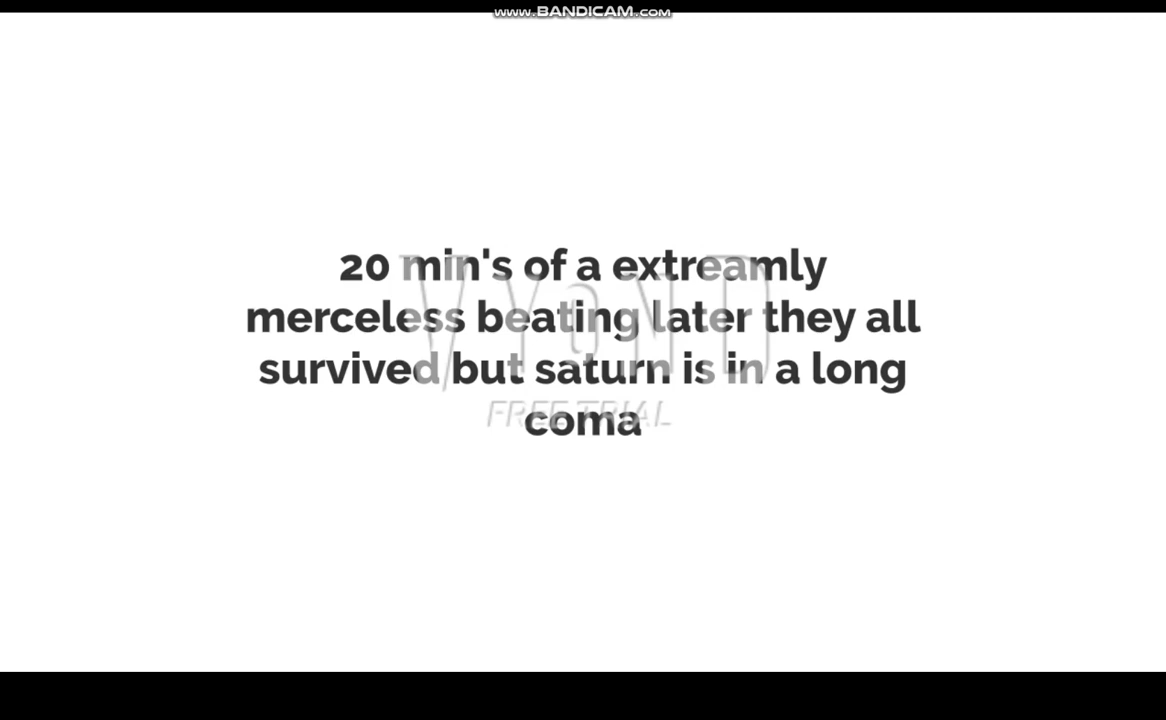 www.BANDICAM.com
20 min's of a extreamly
merceless beating later they all
survived but saturn is in a long
coma
VYOND
FREE TRIAL